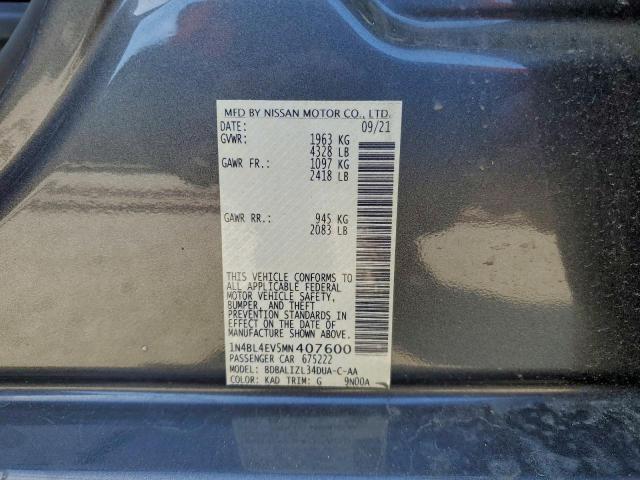 MFD BY NISSAN MOTOR CO., LTD.
DATE: 09/21
GVWR: 1963 KG
4328 LB
GAWR FR.: 1097 KG
2418 LB
GAWR RR.: 945 KG
2083 LB
THIS VEHICLE CONFORMS TO
ALL APPLICABLE FEDERAL
MOTOR VEHICLE SAFETY,
BUMPER, AND THEFT
PREVENTION STANDARDS IN
EFFECT ON THE DATE OF
MANUFACTURE SHOWN ABOVE.
1N4BL4EV5MN407600
PASSENGER CAR 675222
MODEL: BDBALIZL34DUA-C-AA
COLOR: KAD TRIM: G 9N00A